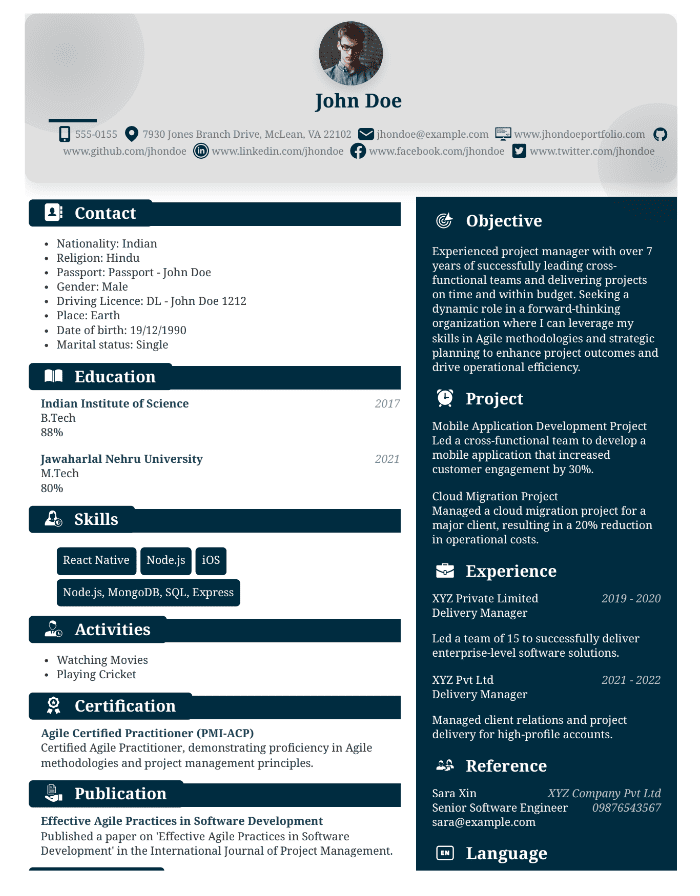 John Doe
555-0155 7930 Jones Branch Drive, McLean, VA 22102 jhondoe@example.com www.jhondoeportfolio.com
www.github.com/jhondoe www.linkedin.com/jhondoe www.facebook.com/jhondoe www.twitter.com/jhondoe
Contact
• Nationality: Indian
• Religion: Hindu
• Passport: Passport - John Doe
• Gender: Male
• Driving Licence: DL - John Doe 1212
• Place: Earth
• Date of birth: 19/12/1990
• Marital status: Single
Education
Indian Institute of Science 2017
B.Tech
88%
Jawaharlal Nehru University 2021
M.Tech
80%
Skills
React Native Node.js iOS
Node.js, MongoDB, SQL, Express
Activities
• Watching Movies
• Playing Cricket
Certification
Agile Certified Practitioner (PMI-ACP)
Certified Agile Practitioner, demonstrating proficiency in Agile
methodologies and project management principles.
Publication
Effective Agile Practices in Software Development
Published a paper on 'Effective Agile Practices in Software
Development' in the International Journal of Project Management.
Objective
Experienced project manager with over 7
years of successfully leading cross-
functional teams and delivering projects
on time and within budget. Seeking a
dynamic role in a forward-thinking
organization where I can leverage my
skills in Agile methodologies and strategic
planning to enhance project outcomes and
drive operational efficiency.
Project
Mobile Application Development Project
Led a cross-functional team to develop a
mobile application that increased
customer engagement by 30%.
Cloud Migration Project
Managed a cloud migration project for a
major client, resulting in a 20% reduction
in operational costs.
Experience
XYZ Private Limited 2019 - 2020
Delivery Manager
Led a team of 15 to successfully deliver
enterprise-level software solutions.
XYZ Pvt Ltd 2021 - 2022
Delivery Manager
Managed client relations and project
delivery for high-profile accounts.
Reference
Sara Xin XYZ Company Pvt Ltd
Senior Software Engineer 09876543567
sara@example.com
EN Language